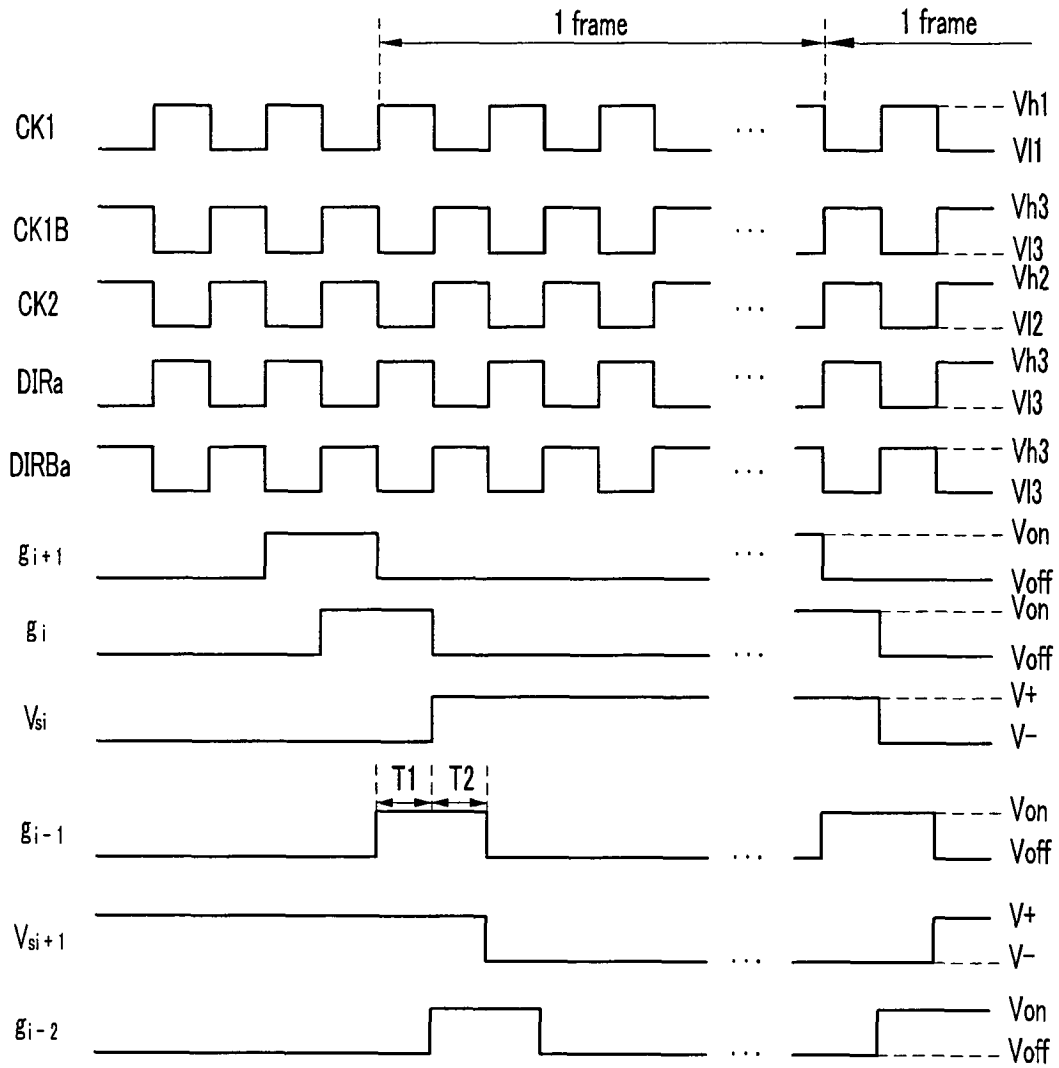 1 frame 1 frame
CK1 ... Vh1
Vl1
CK1B ... Vh3
Vl3
CK2 ... Vh2
Vl2
DIRa ... Vh3
Vl3
DIRBa ... Vh3
Vl3
gi+1 ... Von
Voff
gi ... Von
Voff
Vsi ... V+
V-
T1 T2
gi-1 ... Von
Voff
Vsi+1 ... V+
V-
gi-2 ... Von
Voff